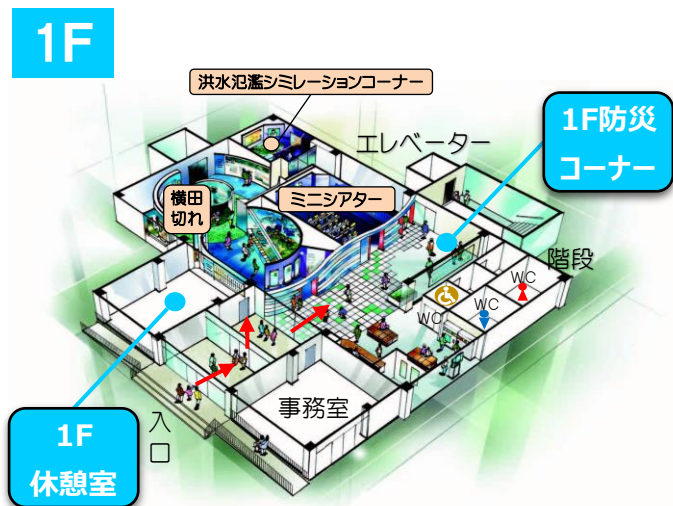 1F
洪水氾濫シミレーションコーナー
エレベーター
1F防災
コーナー
横田
切れ
ミニシアター
階段
WC
WC
WC
事務室
入
口
1F
休憩室